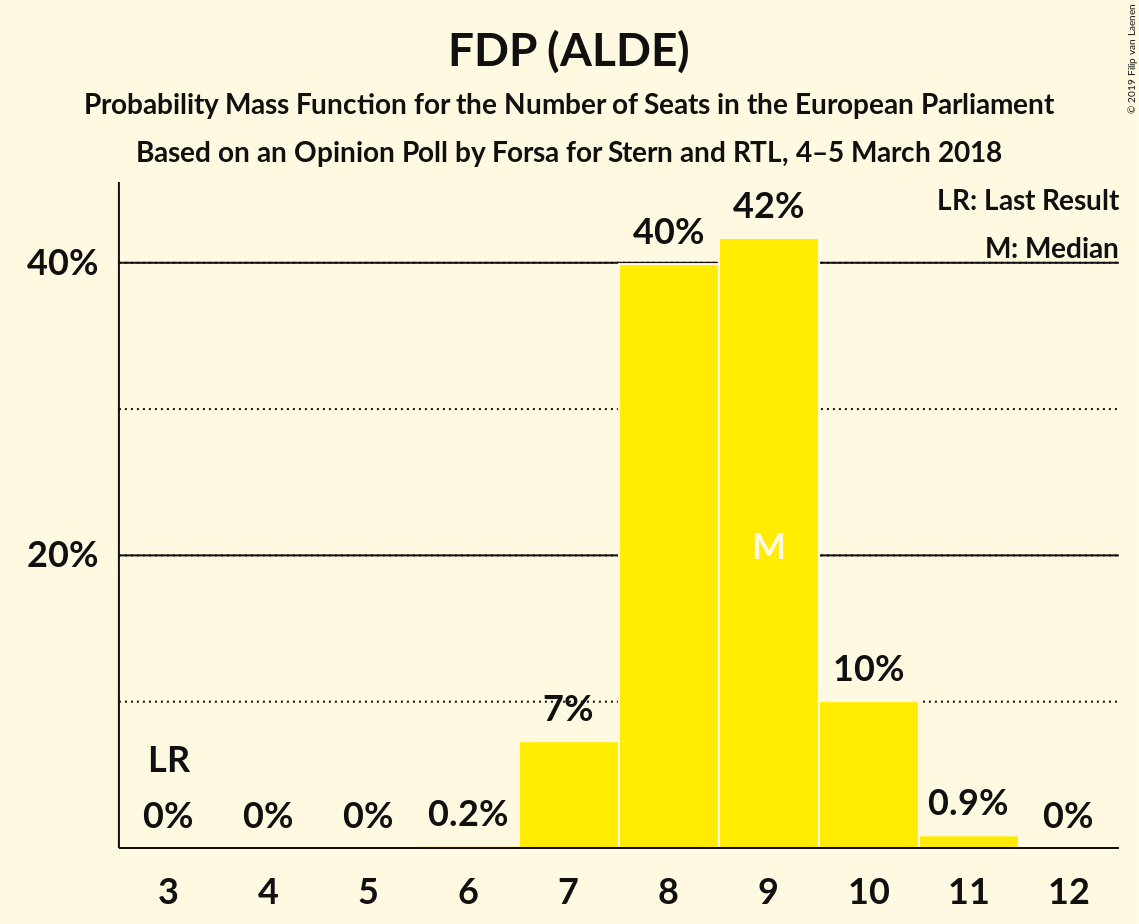 FDP (ALDE)
Probability Mass Function for the Number of Seats in the European Parliament
Based on an Opinion Poll by Forsa for Stern and RTL, 4–5 March 2018
© 2019 Filip van Laenen
LR: Last Result
M: Median
40%
20%
LR
0%
0%
0%
0.2%
7%
40%
42%
M
10%
0.9%
0%
3 4 5 6 7 8 9 10 11 12